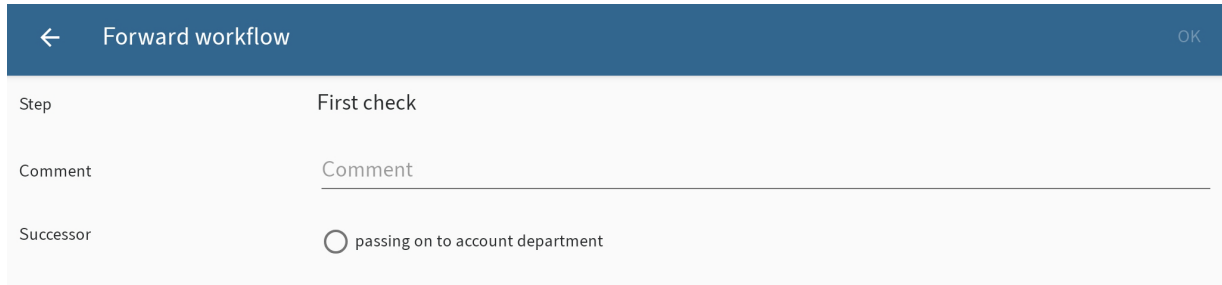 Forward workflow
OK
Step
First check
Comment
Comment
Successor
passing on to account department